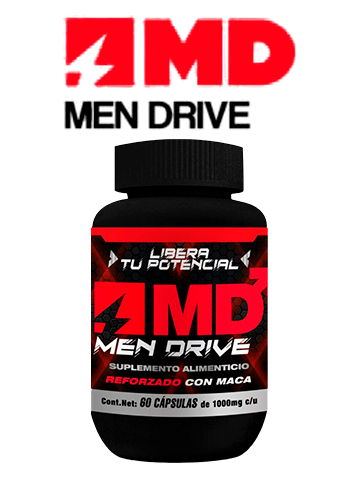 MD
MEN DRIVE
LIBERA
TU POTENCIAL
MD3
MEN DRIVE
SUPLEMENTO ALIMENTICIO
REFORZADO CON MACA
Cont.Net: 60 CÁPSULAS de 1000mg c/u